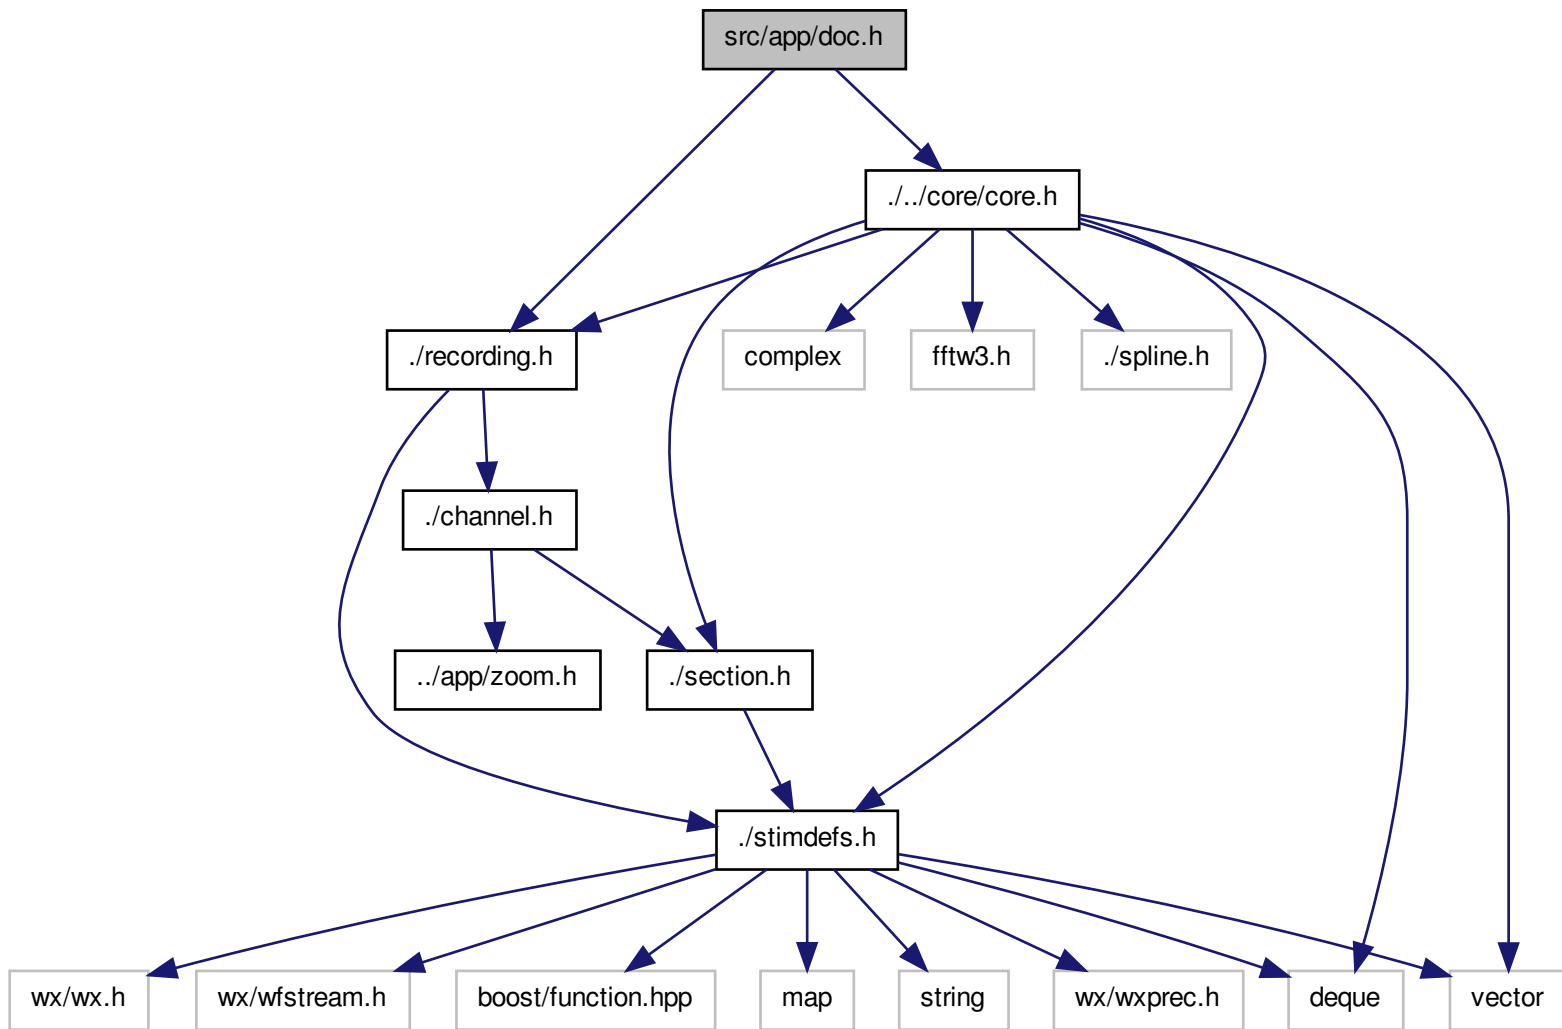 src/app/doc.h
./../core/core.h
./recording.h
complex
fftw3.h
./spline.h
./channel.h
../app/zoom.h
./section.h
./stimdefs.h
wx/wx.h
wx/wfstream.h
boost/function.hpp
map
string
wx/wxprec.h
deque
vector